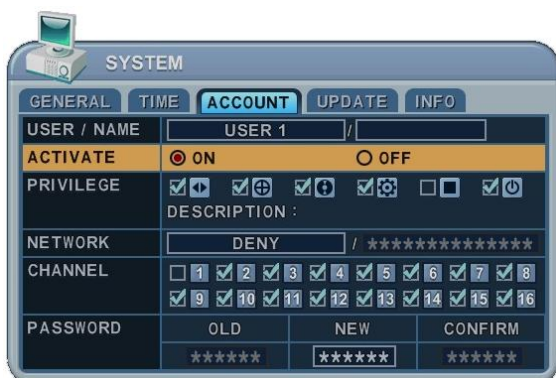 SYSTEM
GENERAL TIME ACCOUNT UPDATE INFO
USER / NAME USER 1 /
ACTIVATE ON OFF
PRIVILEGE
DESCRIPTION :
NETWORK DENY / **************
CHANNEL 1 2 3 4 5 6 7 8
9 10 11 12 13 14 15 16
PASSWORD OLD NEW CONFIRM
****** ****** ******